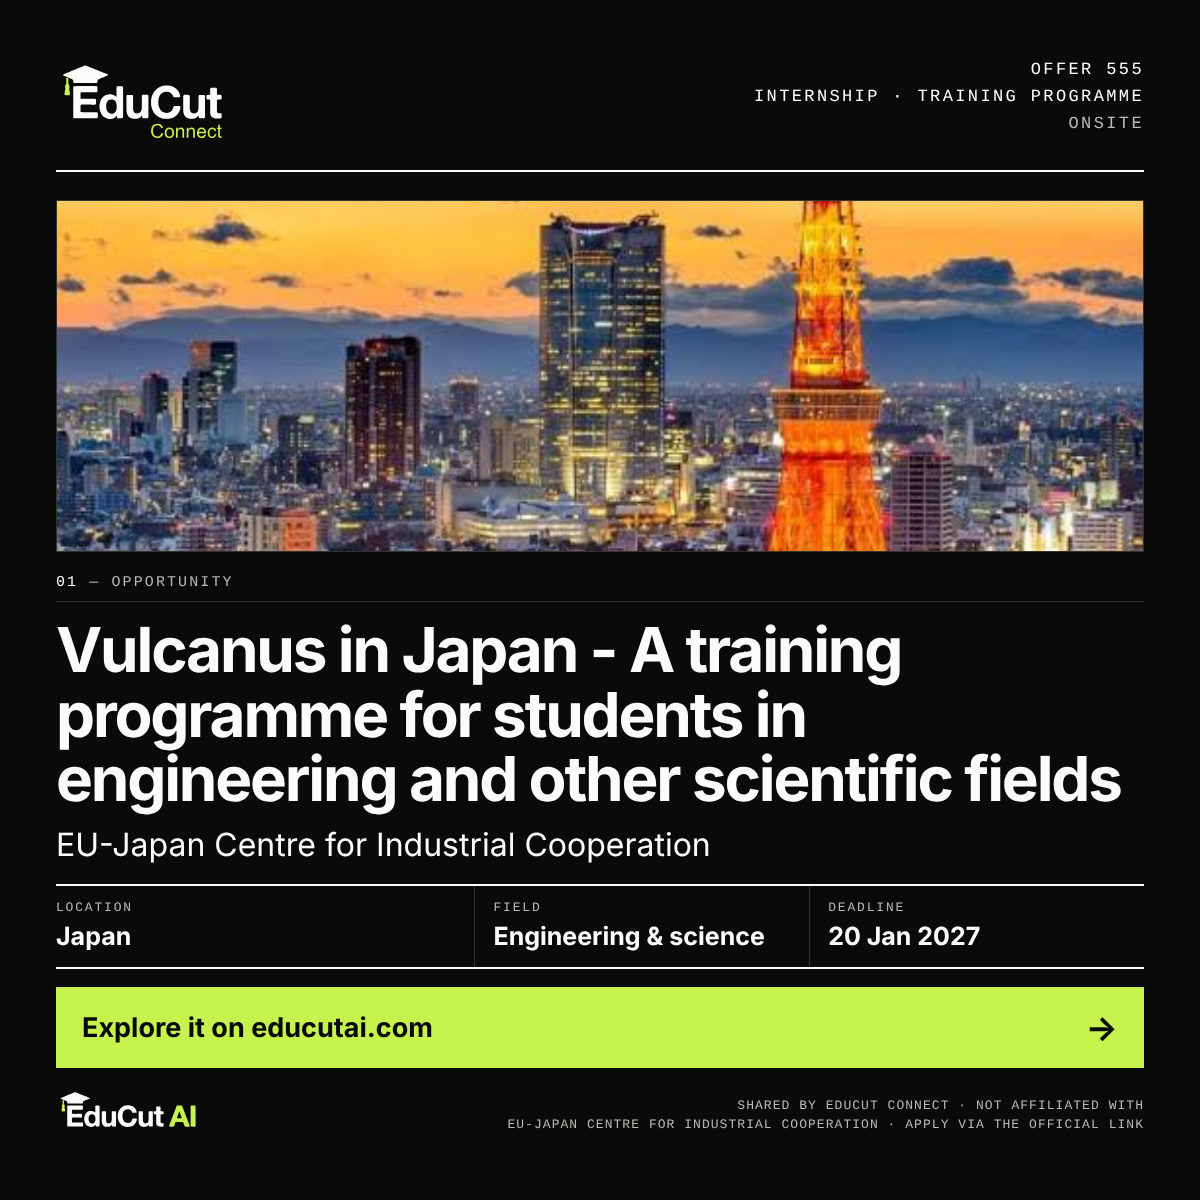 EduCut
Connect
OFFER 555
INTERNSHIP · TRAINING PROGRAMME
ONSITE
01 — OPPORTUNITY
Vulcanus in Japan - A training
programme for students in
engineering and other scientific fields
EU-Japan Centre for Industrial Cooperation
LOCATION
Japan
FIELD
Engineering & science
DEADLINE
20 Jan 2027
Explore it on educutai.com →
EduCut AI
SHARED BY EDUCUT CONNECT · NOT AFFILIATED WITH
EU-JAPAN CENTRE FOR INDUSTRIAL COOPERATION · APPLY VIA THE OFFICIAL LINK